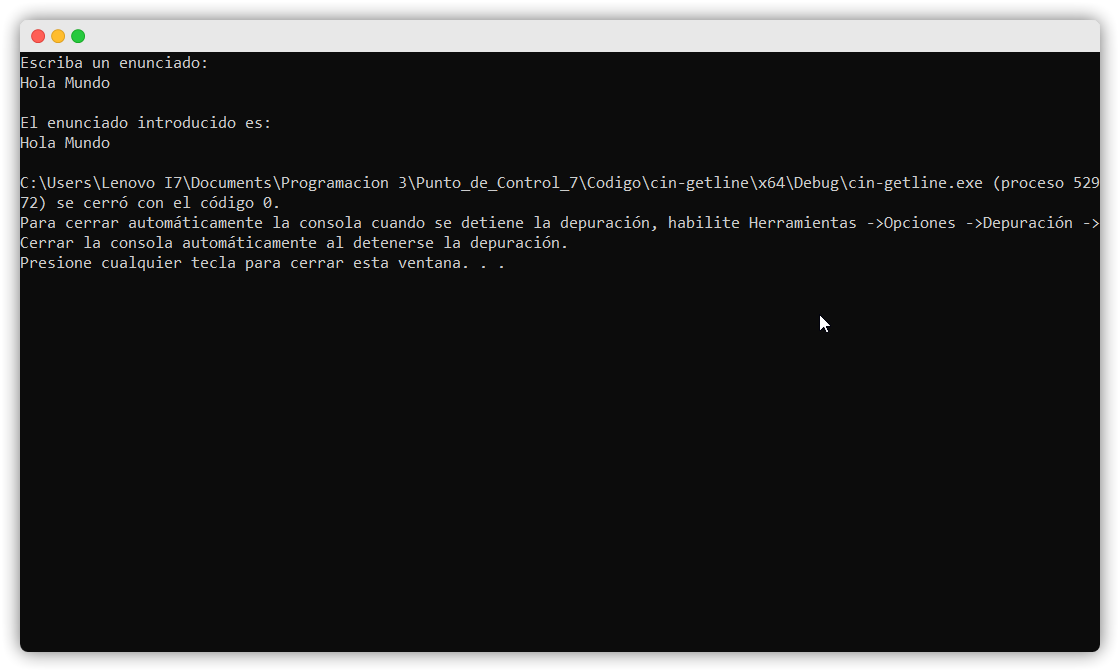 Escriba un enunciado:
Hola Mundo
El enunciado introducido es:
Hola Mundo
C:\Users\Lenovo I7\Documents\Programacion 3\Punto_de_Control_7\Codigo\cin-getline\x64\Debug\cin-getline.exe (proceso 529
72) se cerró con el código 0.
Para cerrar automáticamente la consola cuando se detiene la depuración, habilite Herramientas ->Opciones ->Depuración ->
Cerrar la consola automáticamente al detenerse la depuración.
Presione cualquier tecla para cerrar esta ventana. . .